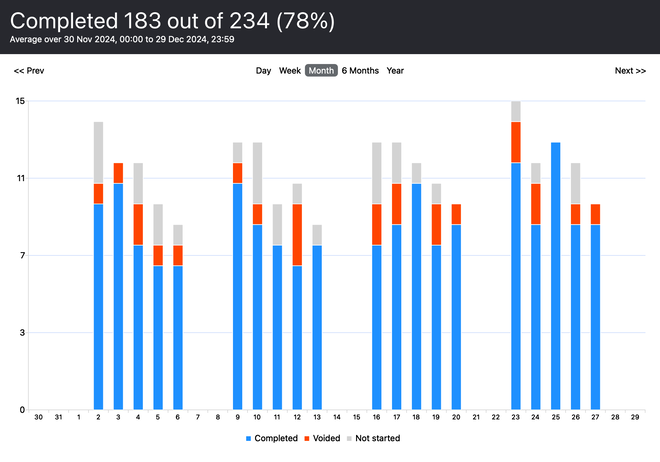 Completed 183 out of 234 (78%)
Average over 30 Nov 2024, 00:00 to 29 Dec 2024, 23:59
<< Prev Day Week Month 6 Months Year Next >>
15
11
7
3
0
30 31 1 2 3 4 5 6 7 8 9 10 11 12 13 14 15 16 17 18 19 20 21 22 23 24 25 26 27 28 29
Completed Voided Not started